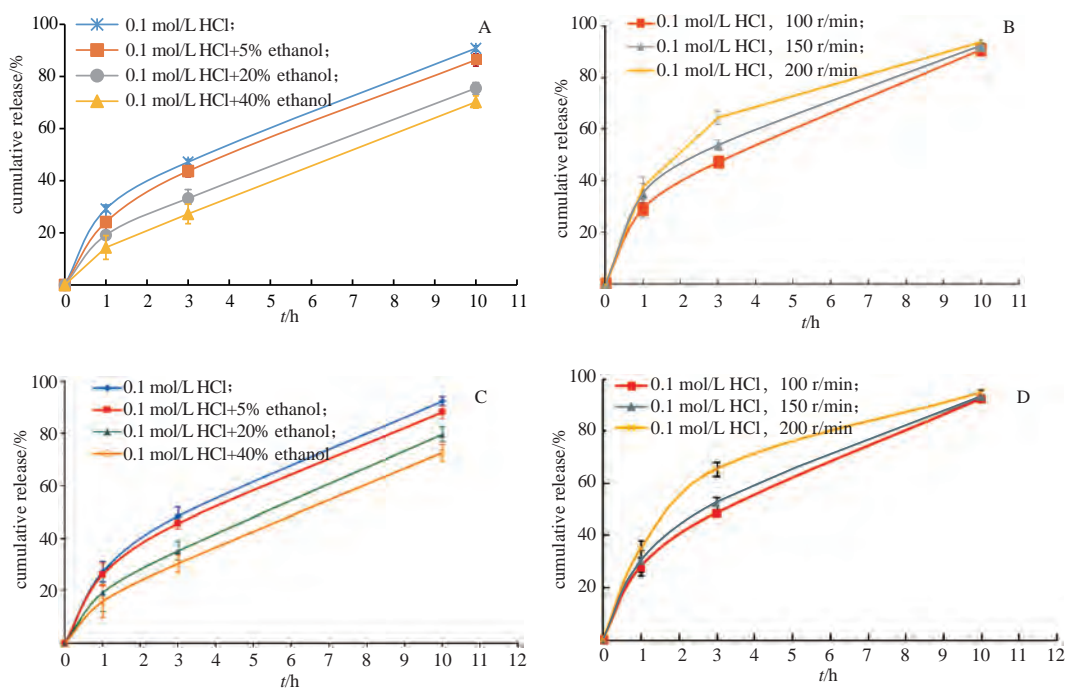 A
0.1 mol/L HCl;
0.1 mol/L HCl+5% ethanol;
0.1 mol/L HCl+20% ethanol;
0.1 mol/L HCl+40% ethanol
cumulative release/%
100
80
60
40
20
0 1 2 3 4 5 6 7 8 9 10 11
t/h
B
0.1 mol/L HCl, 100 r/min;
0.1 mol/L HCl, 150 r/min;
0.1 mol/L HCl, 200 r/min
cumulative release/%
100
80
60
40
20
0 1 2 3 4 5 6 7 8 9 10 11
t/h
C
0.1 mol/L HCl;
0.1 mol/L HCl+5% ethanol;
0.1 mol/L HCl+20% ethanol;
0.1 mol/L HCl+40% ethanol
cumulative release/%
100
80
60
40
20
0 1 2 3 4 5 6 7 8 9 10 11 12
t/h
D
0.1 mol/L HCl, 100 r/min;
0.1 mol/L HCl, 150 r/min;
0.1 mol/L HCl, 200 r/min
cumulative release/%
100
80
60
40
20
0 1 2 3 4 5 6 7 8 9 10 11 12
t/h